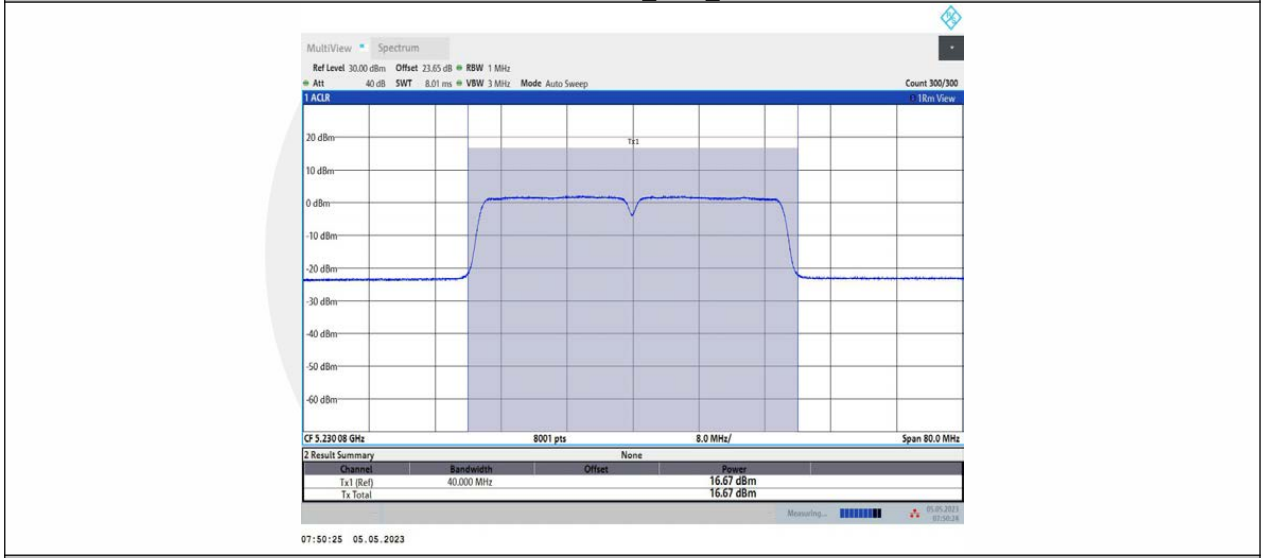 MultiView Spectrum
Ref Level 30.00 dBm Offset 23.65 dB RBW 1 MHz
Att 40 dB SWT 8.01 ms VBW 3 MHz Mode Auto Sweep Count 300/300
1 ACLR 1Rm View
Tx1
20 dBm
10 dBm
0 dBm
-10 dBm
-20 dBm
-30 dBm
-40 dBm
-50 dBm
-60 dBm
CF 5.230 08 GHz 8001 pts 8.0 MHz/ Span 80.0 MHz
2 Result Summary None
Channel Bandwidth Offset Power
Tx1 (Ref) 40.000 MHz 16.67 dBm
Tx Total 16.67 dBm
Measuring... 05.05.2023
07:50:24
07:50:25 05.05.2023